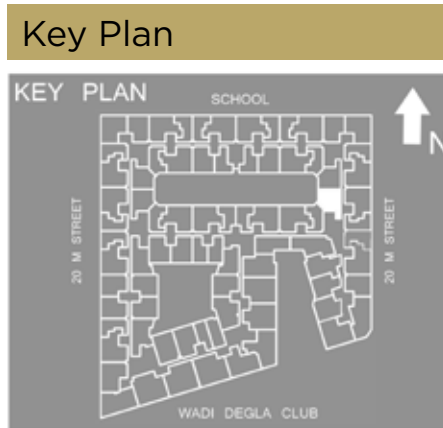 Key Plan
KEY PLAN
SCHOOL
N
20 M STREET
20 M STREET
WADI DEGLA CLUB